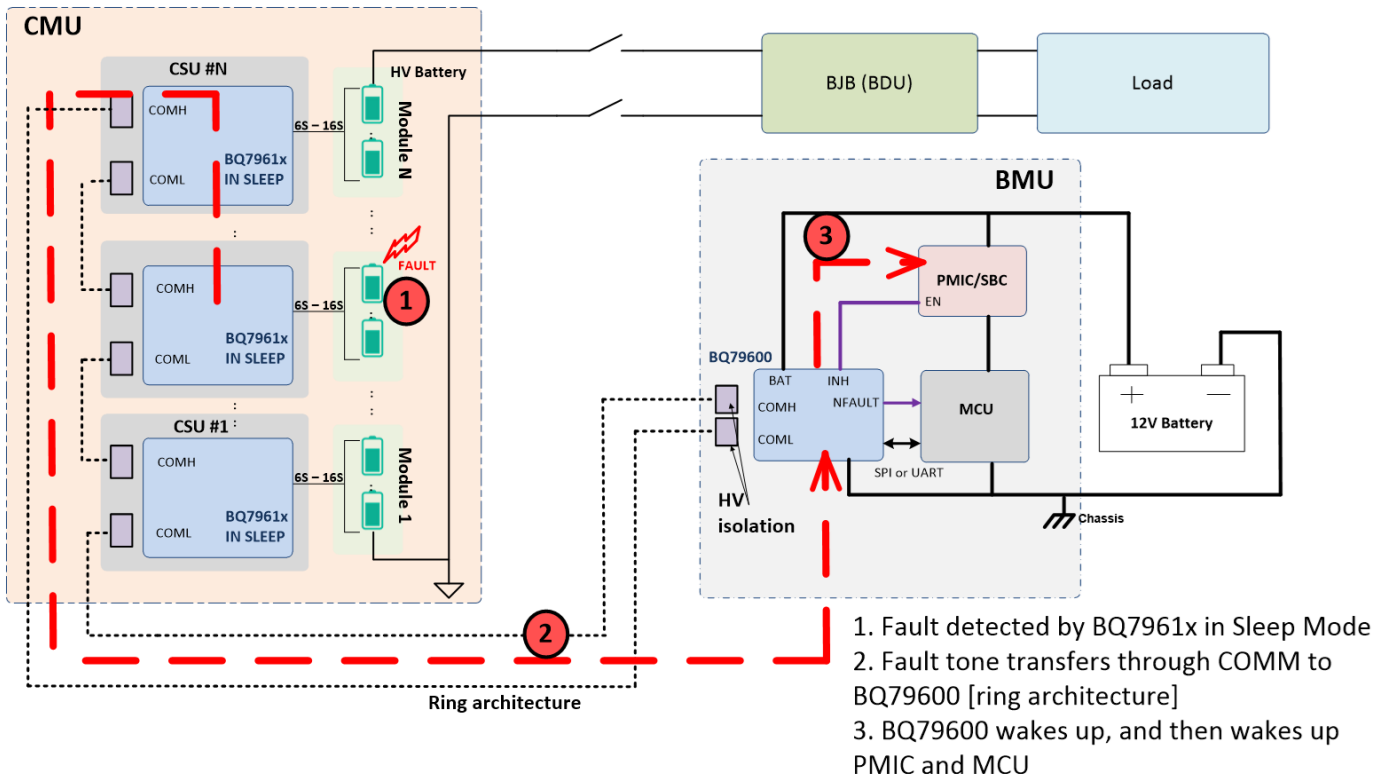 CMU
CSU #N
COMH
COML
BQ7961x
IN SLEEP
6S – 16S
HV Battery
Module N
COMH
COML
BQ7961x
IN SLEEP
6S – 16S
FAULT
1
CSU #1
COMH
COML
BQ7961x
IN SLEEP
6S – 16S
Module 1
BJB (BDU)
Load
BMU
3
PMIC/SBC
EN
BQ79600
BAT
INH
NFAULT
COMH
COML
MCU
SPI or UART
HV
isolation
12V Battery
Chassis
2
Ring architecture
1. Fault detected by BQ7961x in Sleep Mode
2. Fault tone transfers through COMM to
BQ79600 [ring architecture]
3. BQ79600 wakes up, and then wakes up
PMIC and MCU